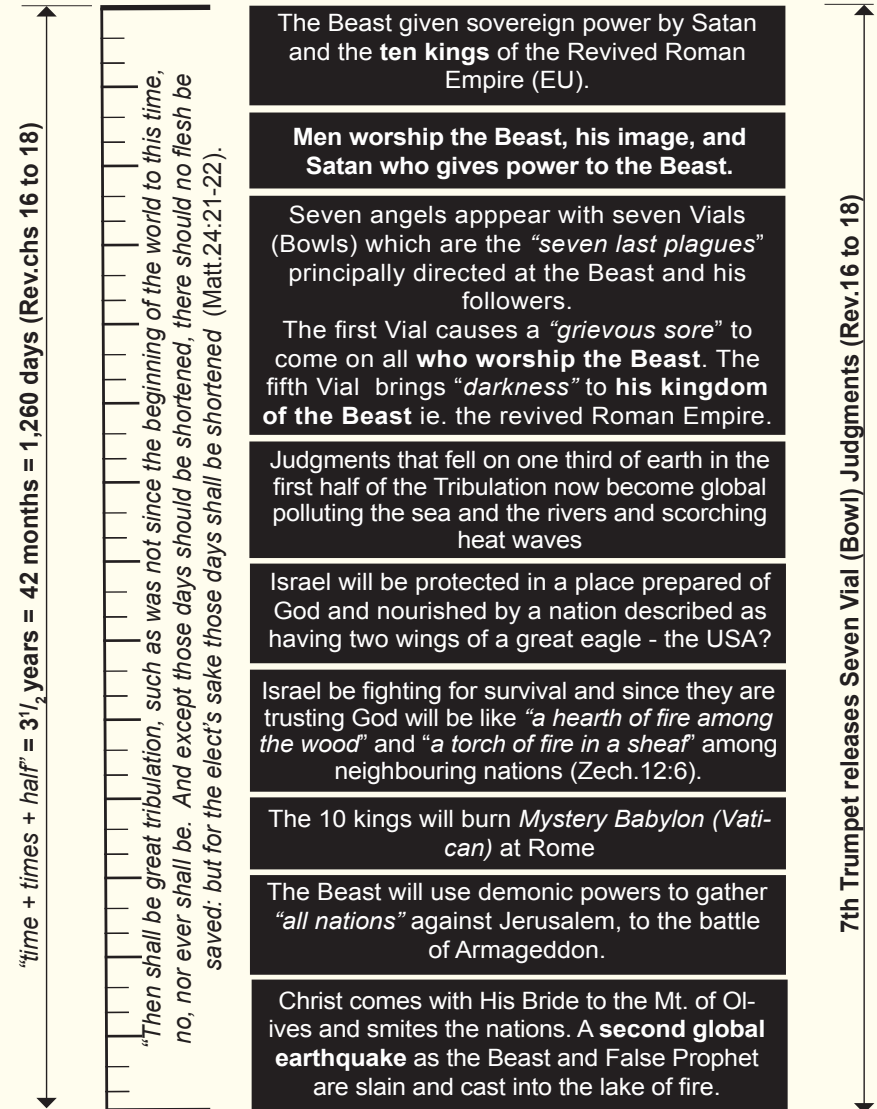 "time + times + half" = 3 1/2 years = 42 months = 1,260 days (Rev.chs 16 to 18)
"Then shall be great tribulation, such as was not since the beginning of the world to this time,
no, nor ever shall be. And except those days should be shortened, there should no flesh be
saved: but for the elect's sake those days shall be shortened (Matt.24:21-22).
The Beast given sovereign power by Satan
and the ten kings of the Revived Roman
Empire (EU).
Men worship the Beast, his image, and
Satan who gives power to the Beast.
Seven angels apppear with seven Vials
(Bowls) which are the "seven last plagues"
principally directed at the Beast and his
followers.
The first Vial causes a "grievous sore" to
come on all who worship the Beast. The
fifth Vial brings "darkness" to his kingdom
of the Beast ie. the revived Roman Empire.
Judgments that fell on one third of earth in the
first half of the Tribulation now become global
polluting the sea and the rivers and scorching
heat waves
Israel will be protected in a place prepared of
God and nourished by a nation described as
having two wings of a great eagle - the USA?
Israel be fighting for survival and since they are
trusting God will be like "a hearth of fire among
the wood" and "a torch of fire in a sheaf" among
neighbouring nations (Zech.12:6).
The 10 kings will burn Mystery Babylon (Vati-
can) at Rome
The Beast will use demonic powers to gather
"all nations" against Jerusalem, to the battle
of Armageddon.
Christ comes with His Bride to the Mt. of Ol-
ives and smites the nations. A second global
earthquake as the Beast and False Prophet
are slain and cast into the lake of fire.
7th Trumpet releases Seven Vial (Bowl) Judgments (Rev.16 to 18)